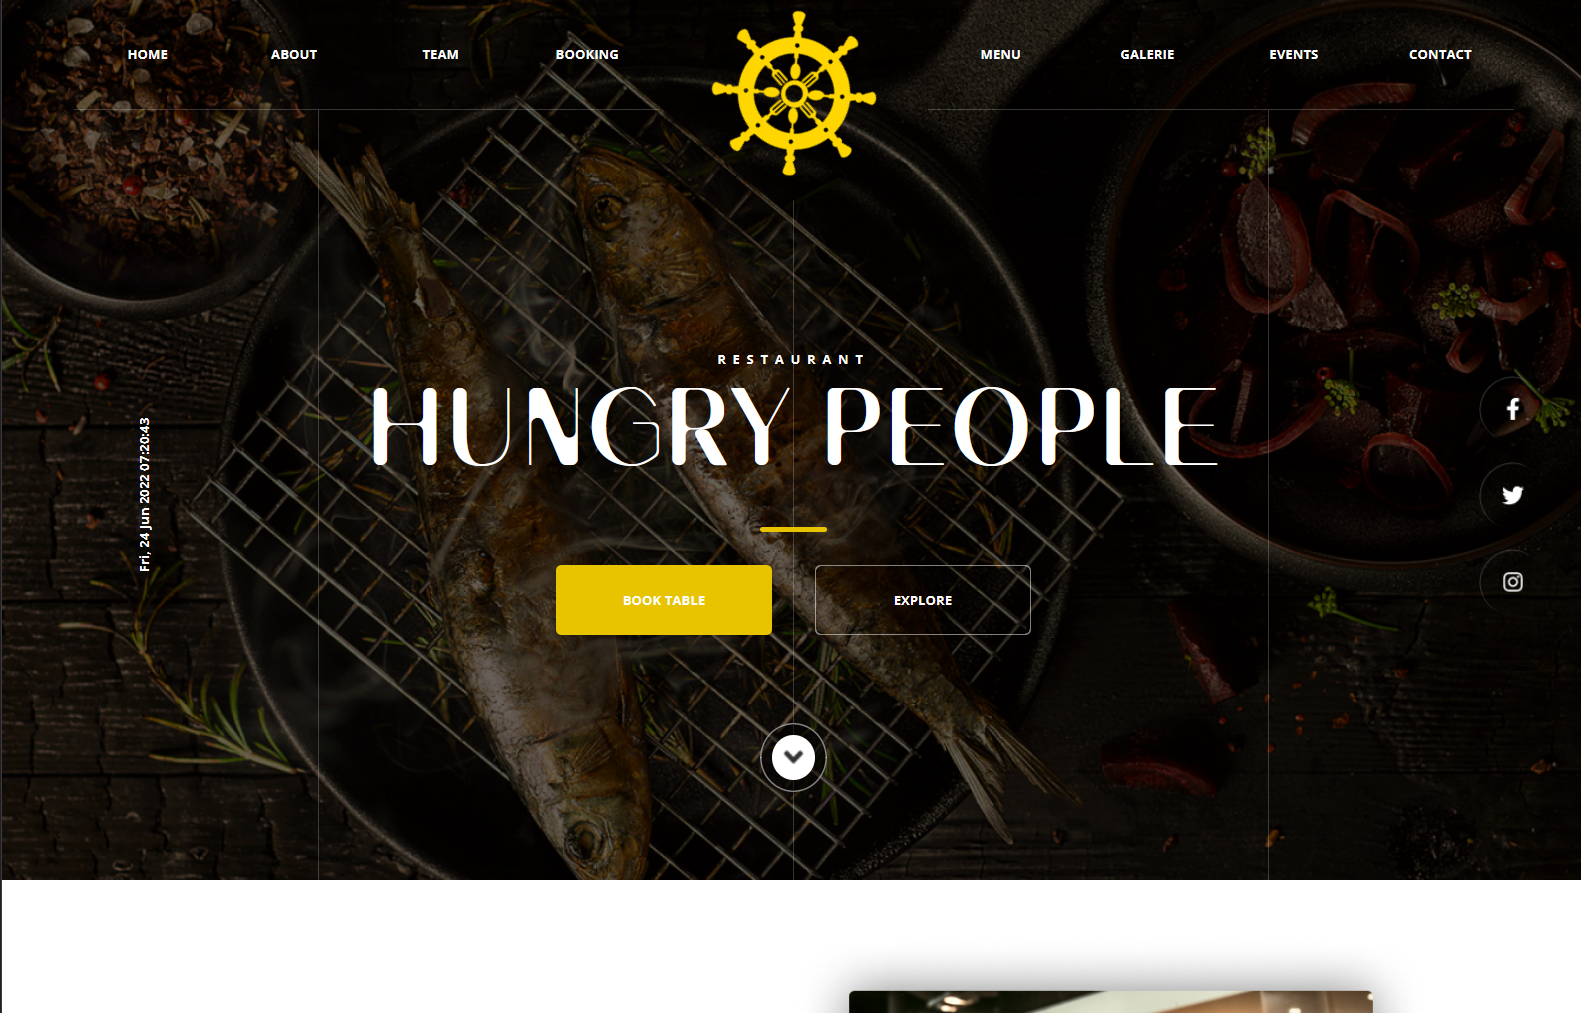 HOME
ABOUT
TEAM
BOOKING
MENU
GALERIE
EVENTS
CONTACT
RESTAURANT
HUNGRY PEOPLE
Fri, 24 Jun 2022 07:20:43
BOOK TABLE
EXPLORE